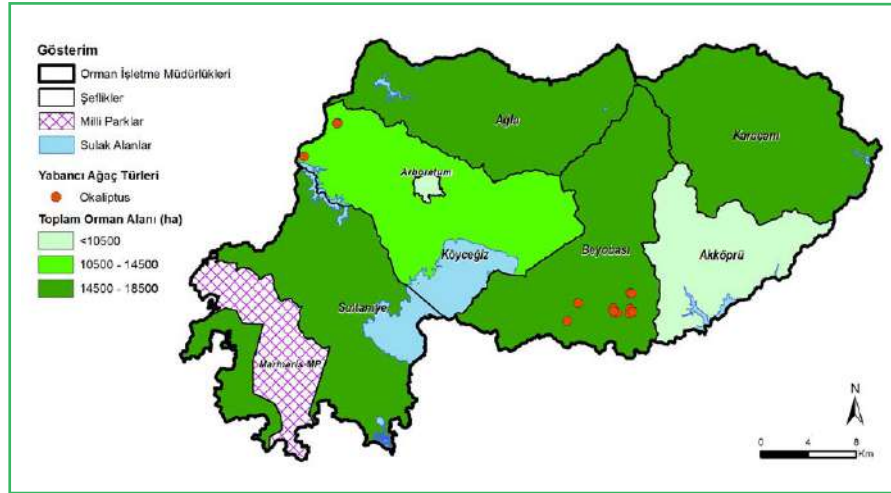 Gösterim
Orman İşletme Müdürlükleri
Şeflikler
Milli Parklar
Sulak Alanlar
Yabancı Ağaç Türleri
Okaliptus
Toplam Orman Alanı (ha)
<10500
10500 - 14500
14500 - 18500
Ağla
Karaçam
Arboretum
Köyceğiz
Beyobası
Akköprü
Sultaniye
Marmaris MP
N
0 4 8
Km